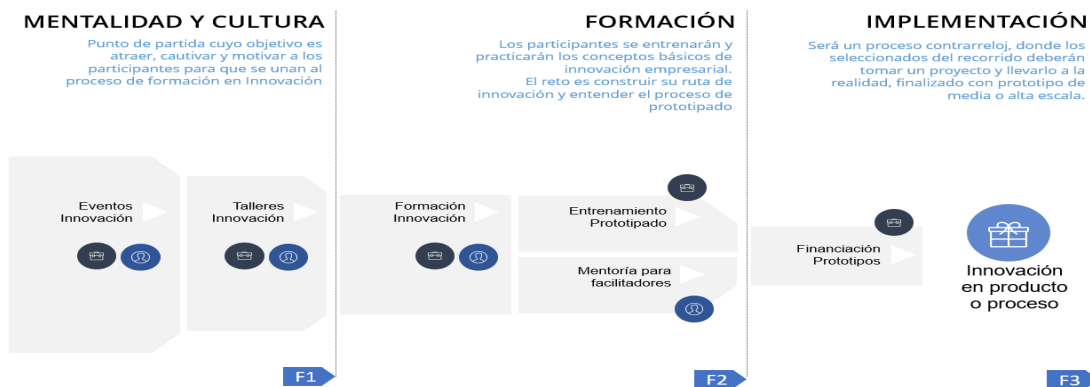 MENTALIDAD Y CULTURA
Punto de partida cuyo objetivo es
atraer, cautivar y motivar a los
participantes para que se unan al
proceso de formación en Innovación
FORMACIÓN
Los participantes se entrenarán y
practicarán los conceptos básicos de
innovación empresarial.
El reto es construir su ruta de
innovación y entender el proceso de
prototipado
IMPLEMENTACIÓN
Será un proceso contrarreloj, donde los
seleccionados del recorrido deberán
tomar un proyecto y llevarlo a la
realidad, finalizado con prototipo de
media o alta escala.
Eventos
Innovación
Talleres
Innovación
Formación
Innovación
Entrenamiento
Prototipado
Mentoría para
facilitadores
Financiación
Prototipos
Innovación
en producto
o proceso
F1
F2
F3